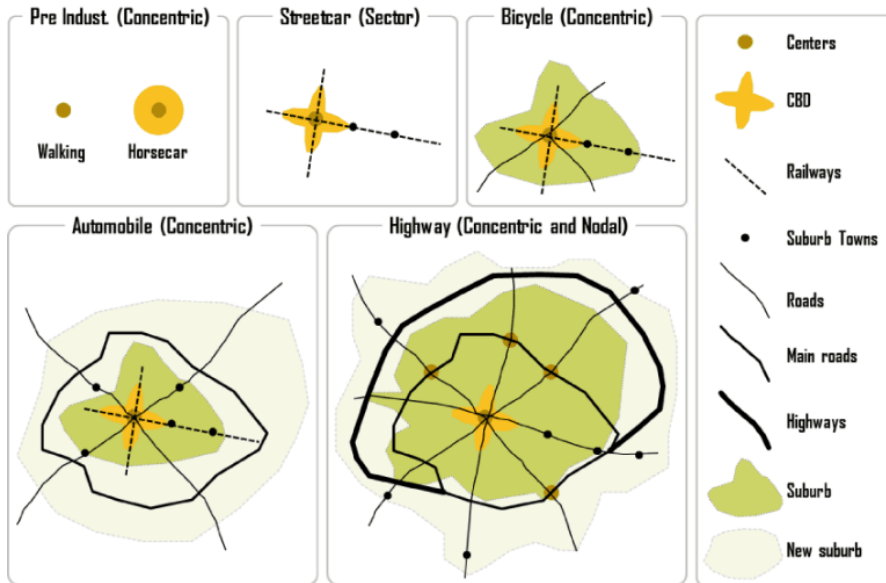 Pre Indust. (Concentric)
Walking
Horsecar
Streetcar (Sector)
Bicycle (Concentric)
Automobile (Concentric)
Highway (Concentric and Nodal)
Centers
CBD
Railways
Suburb Towns
Roads
Main roads
Highways
Suburb
New suburb